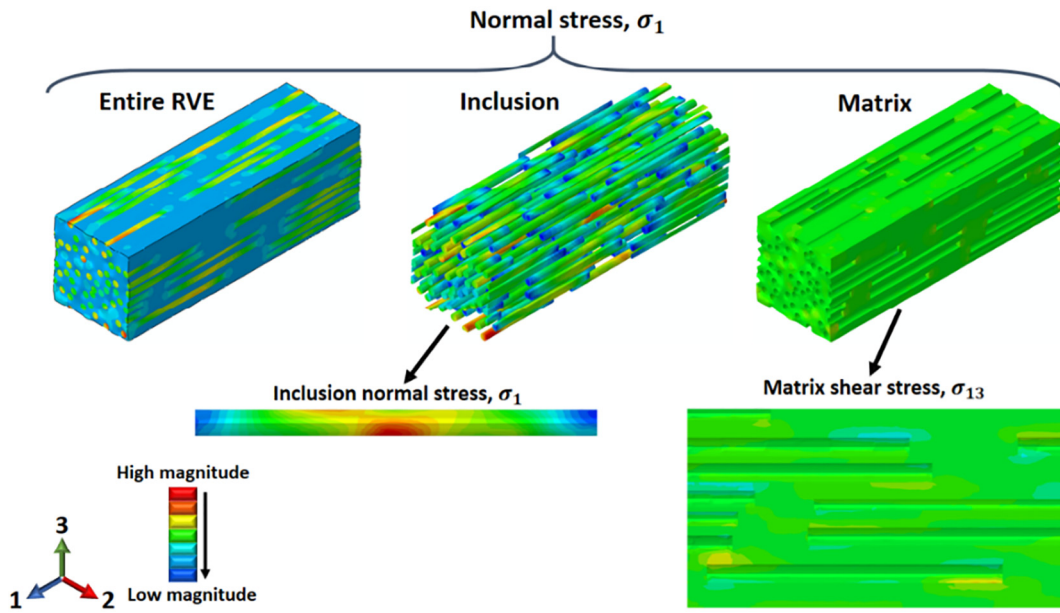 Normal stress, σ₁
Entire RVE
Inclusion
Matrix
Inclusion normal stress, σ₁
Matrix shear stress, σ₁₃
High magnitude
Low magnitude
3
1
2